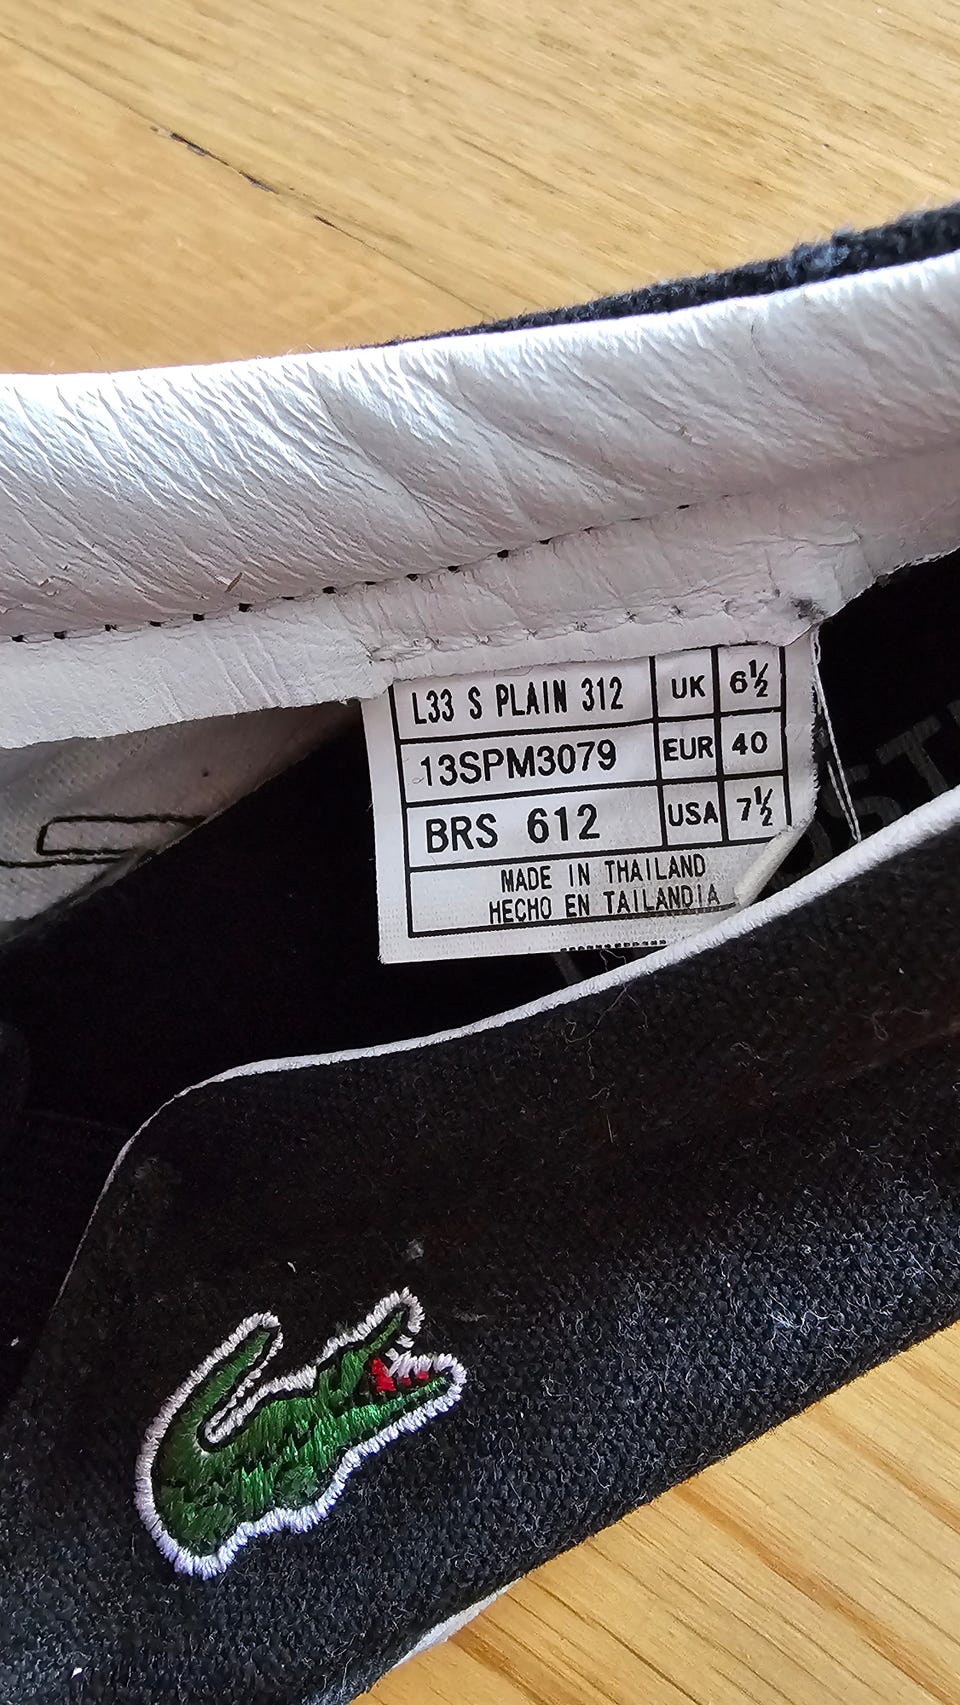 L33 S PLAIN 312 UK 6½
13SPM3079 EUR 40
BRS 612 USA 7½
MADE IN THAILAND
HECHO EN TAILANDIA